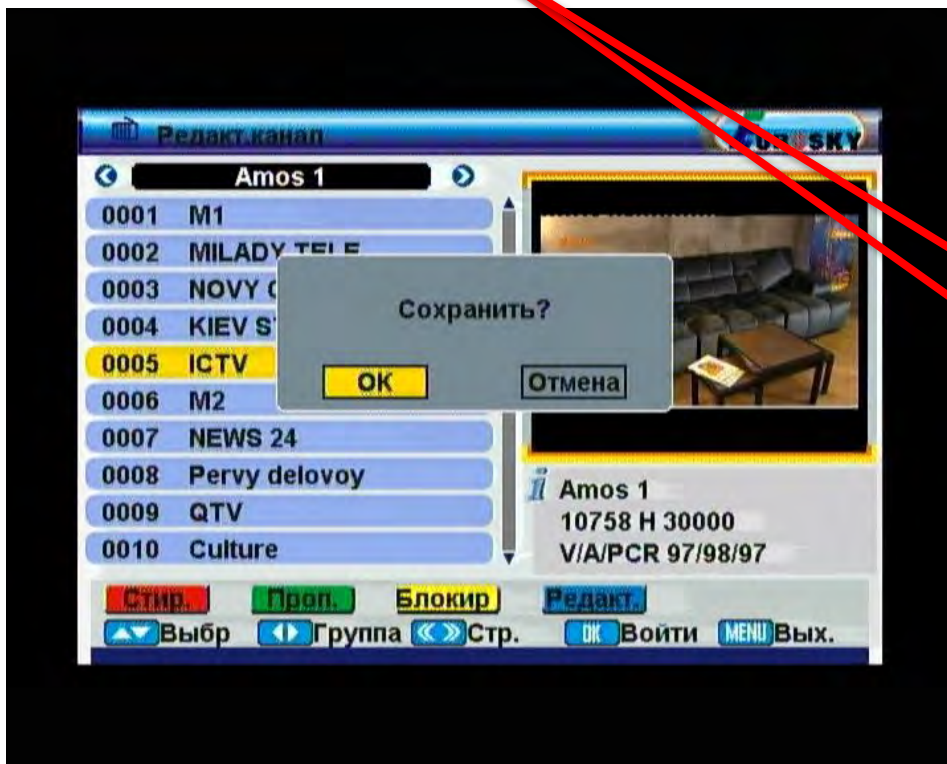 Редакт.канал
Amos 1
0001 M1
0002 MILADY TELE
0003 NOVY
0004 KIEV
0005 ICTV
0006 M2
0007 NEWS 24
0008 Pervy delovoy
0009 QTV
0010 Culture
Сохранить?
OK Отмена
Amos 1
10758 H 30000
V/A/PCR 97/98/97
Стир. Проп. Блокир Редакт.
Выбр Группа Стр. OK Войти MENU Вых.